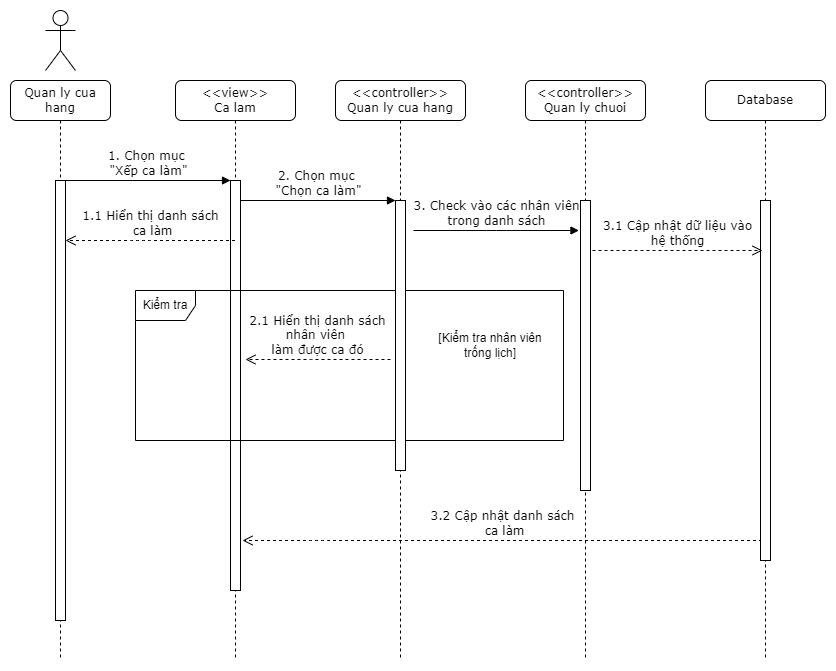 Quan ly cua
hang
<<view>>
Ca lam
<<controller>>
Quan ly cua hang
<<controller>>
Quan ly chuoi
Database
1. Chọn mục
"Xếp ca làm"
2. Chọn mục
"Chọn ca làm"
3. Check vào các nhân viên
trong danh sách
1.1 Hiển thị danh sách
ca làm
3.1 Cập nhật dữ liệu vào
hệ thống
Kiểm tra
2.1 Hiển thị danh sách
nhân viên
làm được ca đó
[Kiểm tra nhân viên
trống lịch]
3.2 Cập nhật danh sách
ca làm